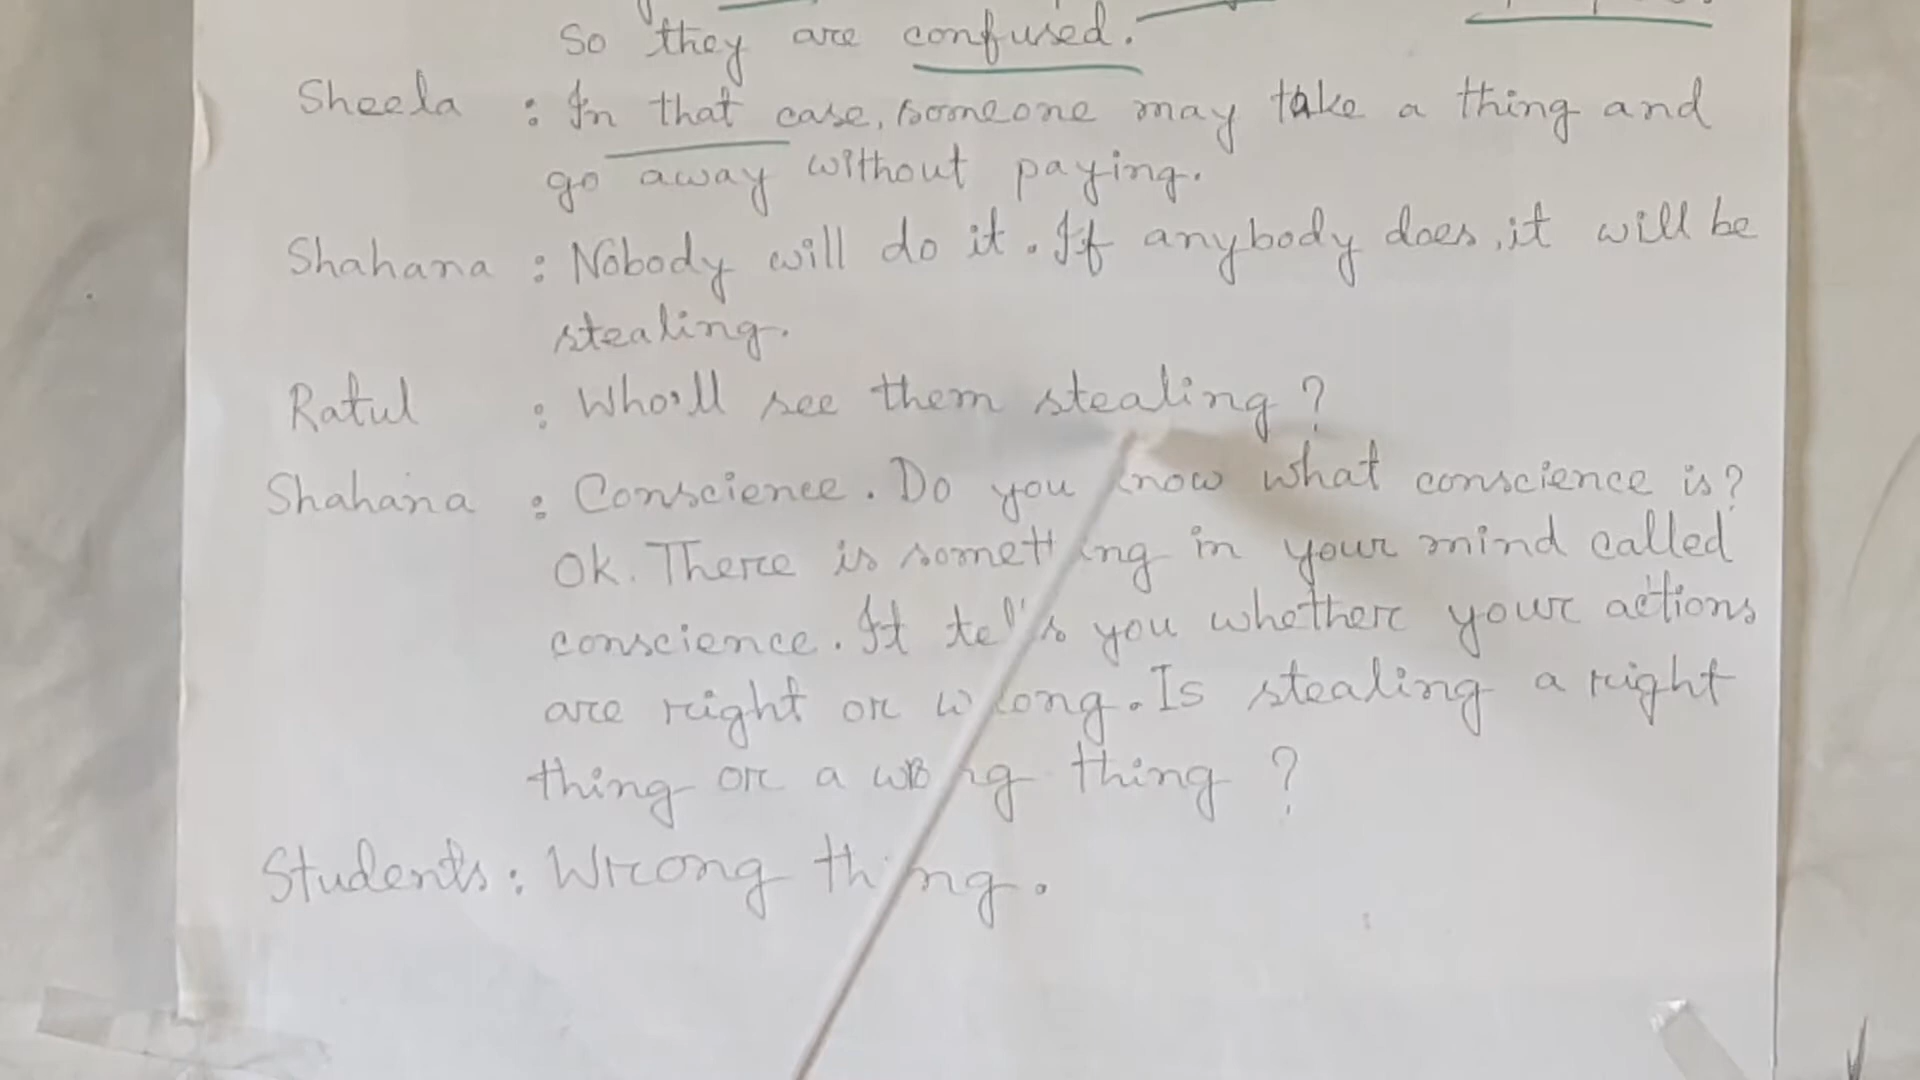 So they are confused.
Sheela : In that case, someone may take a thing and
go away without paying.
Shahana : Nobody will do it. If anybody does, it will be
stealing.
Ratul : Who'll see them stealing?
Shahana : Conscience. Do you know what conscience is?
Ok. There is something in your mind called
conscience. It tells you whether your actions
are right or wrong. Is stealing a right
thing or a wrong thing?
Students : Wrong thing.